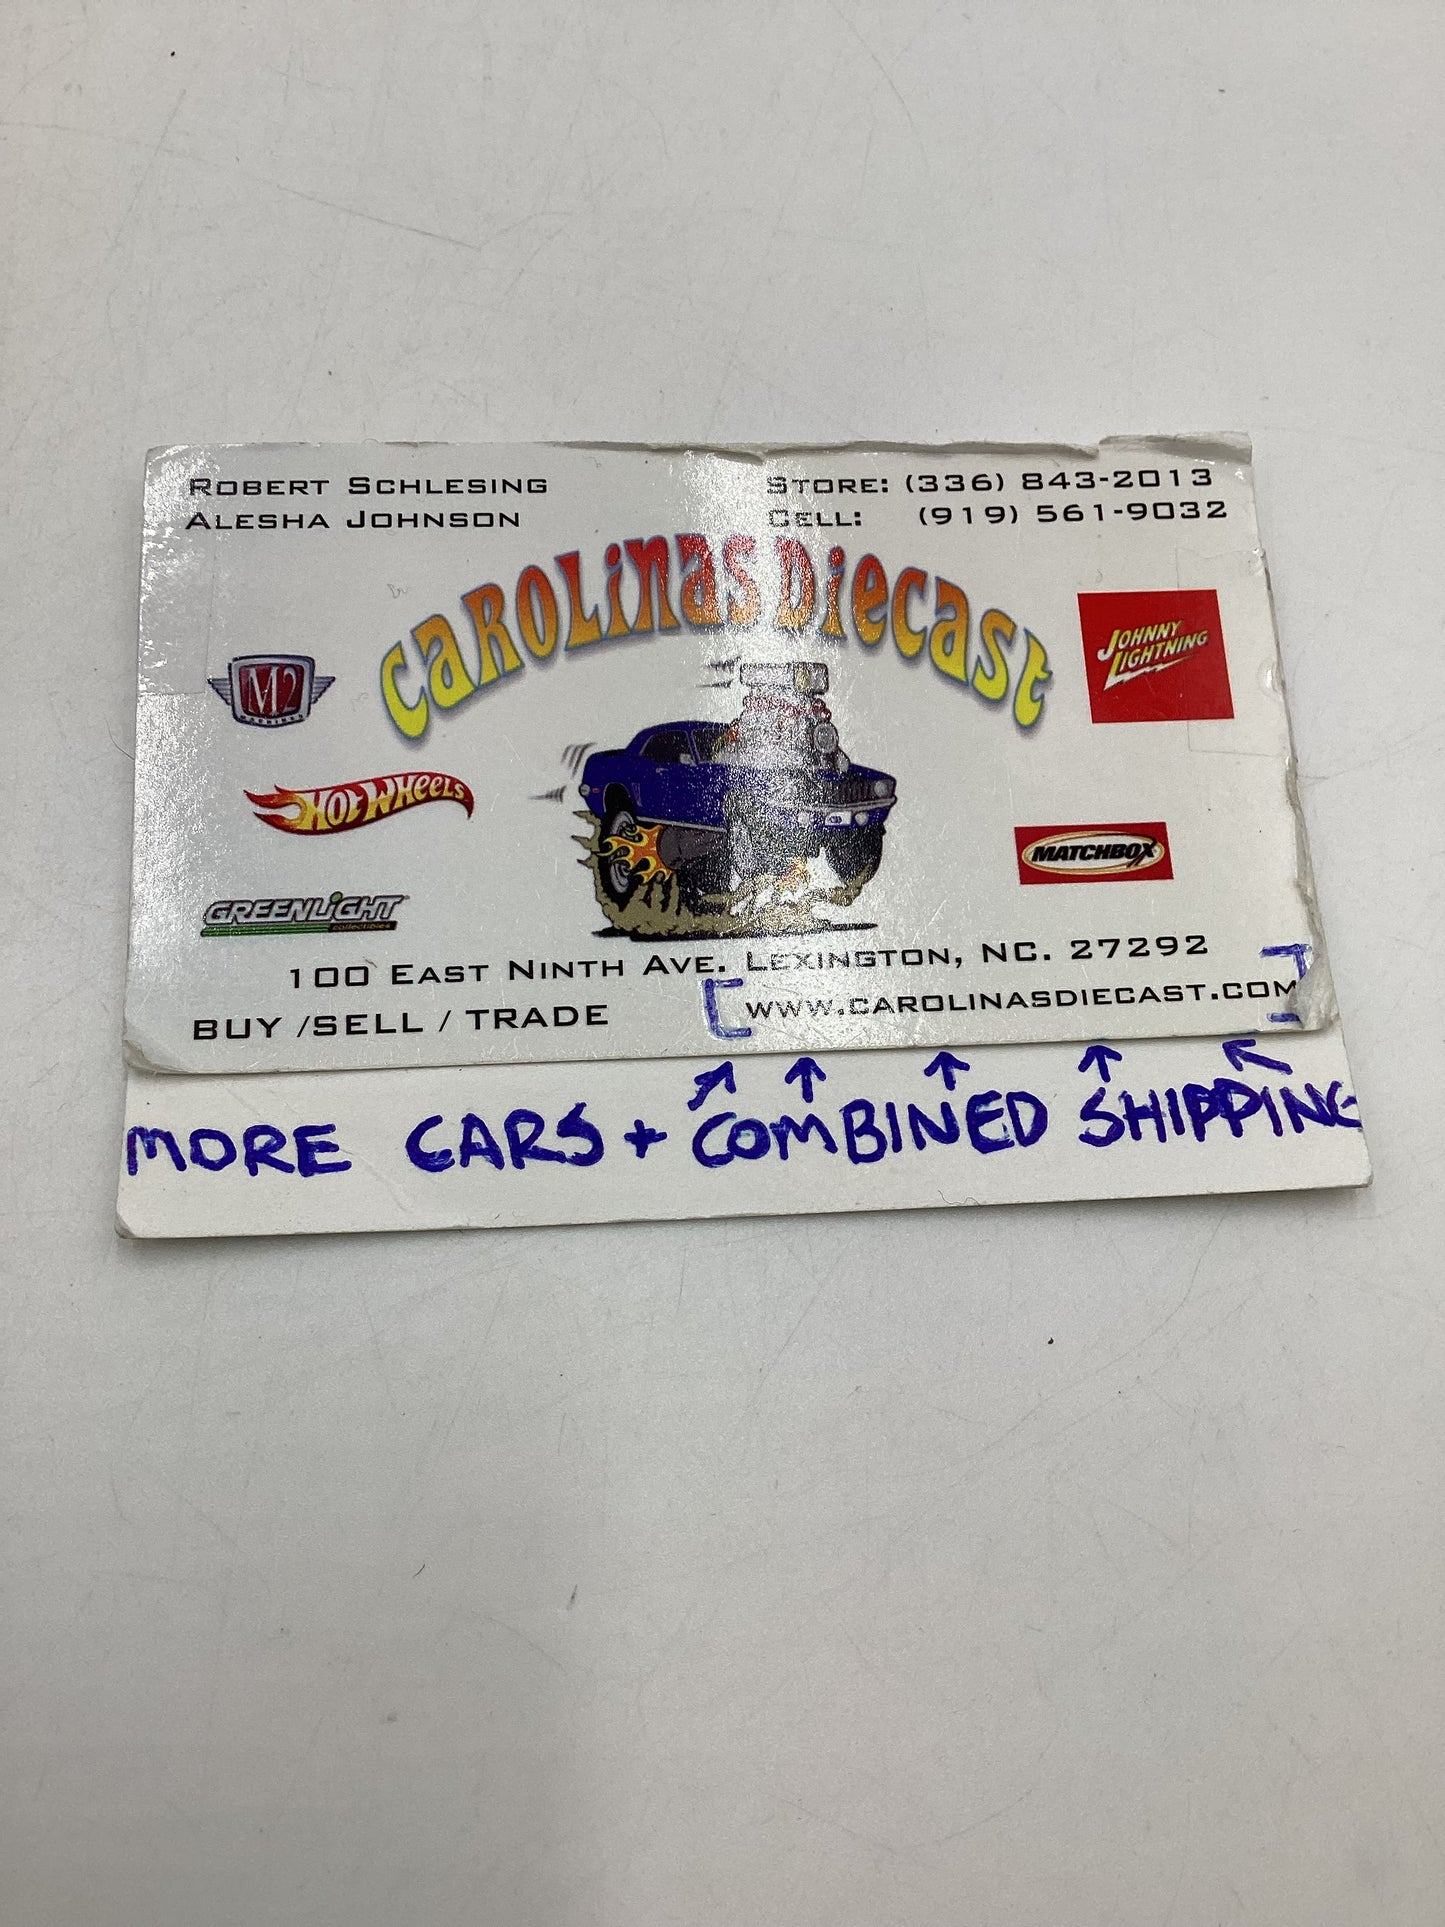 ROBERT SCHLESING
ALESHA JOHNSON
STORE: (336) 843-2013
CELL: (919) 561-9032
CAROLINAS DIECAST
M2
MACHINES
JOHNNY
LIGHTNING
HOT WHEELS
MATCHBOX
GREENLIGHT
collectibles
100 EAST NINTH AVE. LEXINGTON, NC. 27292
BUY /SELL / TRADE
WWW.CAROLINASDIECAST.COM
MORE CARS + COMBINED SHIPPING